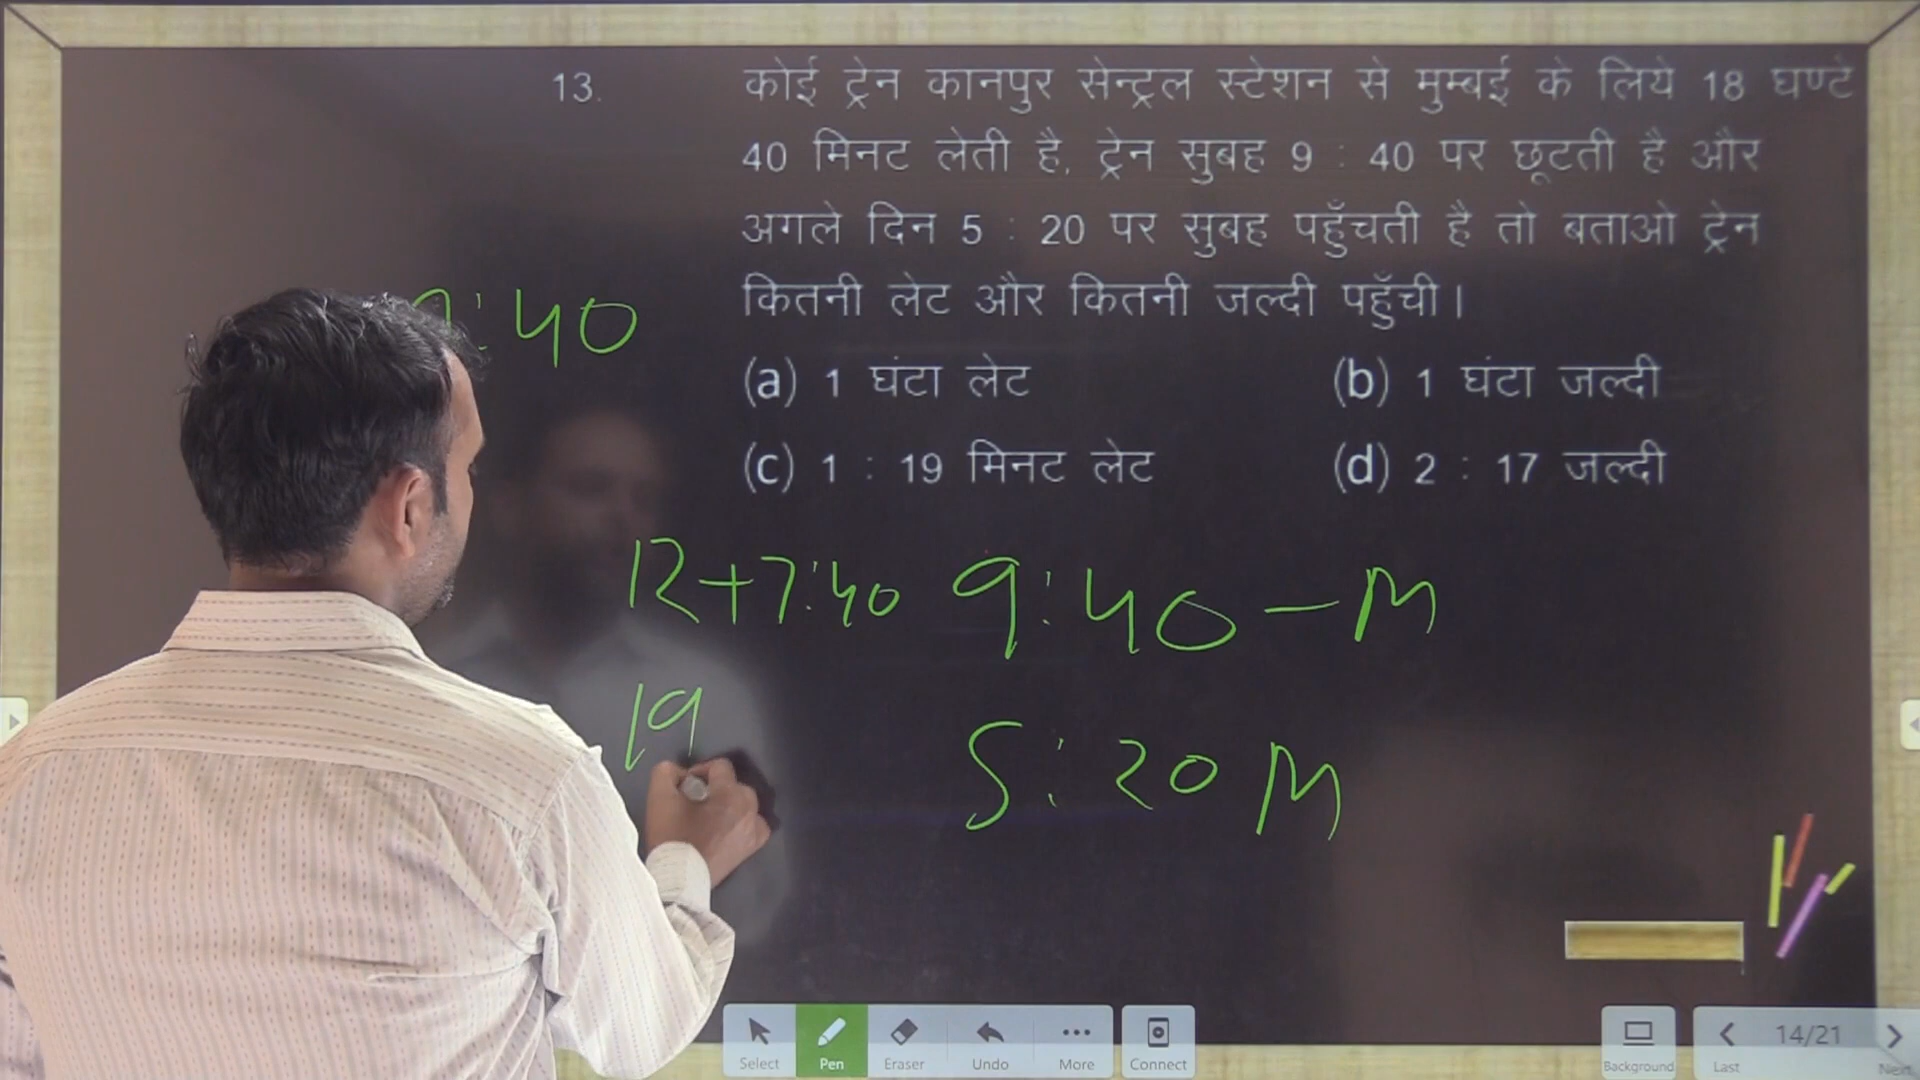 13. कोई ट्रेन कानपुर सेन्ट्रल स्टेशन से मुम्बई के लिये 18 घण्टे
40 मिनट लेती है, ट्रेन सुबह 9 : 40 पर छूटती है और
अगले दिन 5 : 20 पर सुबह पहुँचती है तो बताओ ट्रेन
कितनी लेट और कितनी जल्दी पहुँची।
:40
(a) 1 घंटा लेट (b) 1 घंटा जल्दी
(c) 1 : 19 मिनट लेट (d) 2 : 17 जल्दी
12+7:40 9:40-M
19
5:20 M
Select Pen Eraser Undo More Connect
Background Last 14/21 Next